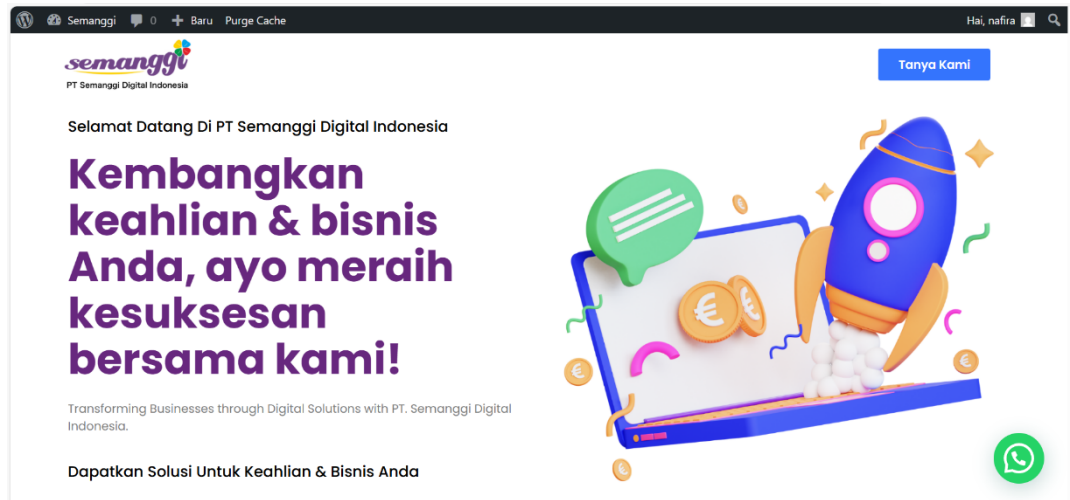 Semanggi 0 Baru Purge Cache Hai, nafira
semanggi
PT Semanggi Digital Indonesia
Tanya Kami
Selamat Datang Di PT Semanggi Digital Indonesia
Kembangkan
keahlian & bisnis
Anda, ayo meraih
kesuksesan
bersama kami!
Transforming Businesses through Digital Solutions with PT. Semanggi Digital
Indonesia.
Dapatkan Solusi Untuk Keahlian & Bisnis Anda